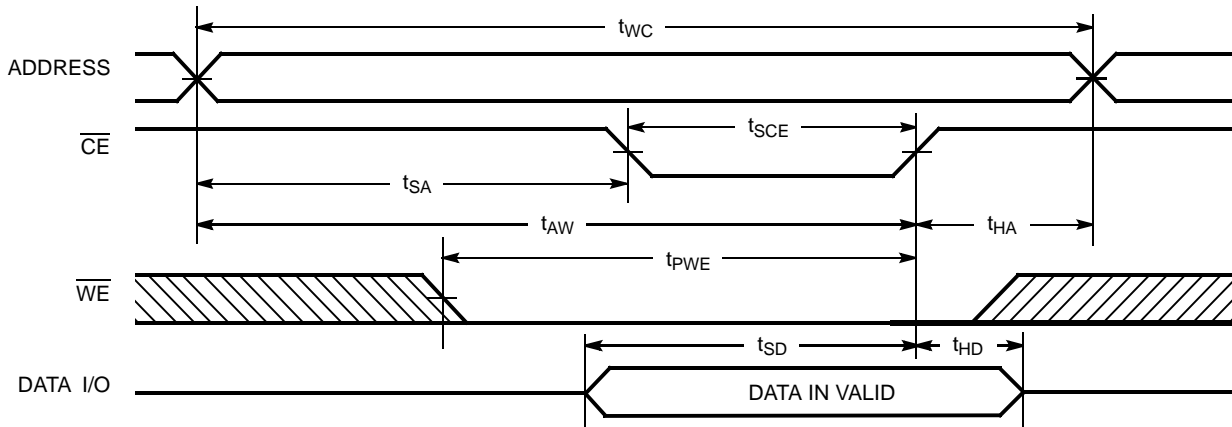 tWC
ADDRESS
CE
tSCE
tSA
tAW
tHA
tPWE
WE
tSD
tHD
DATA I/O
DATA IN VALID